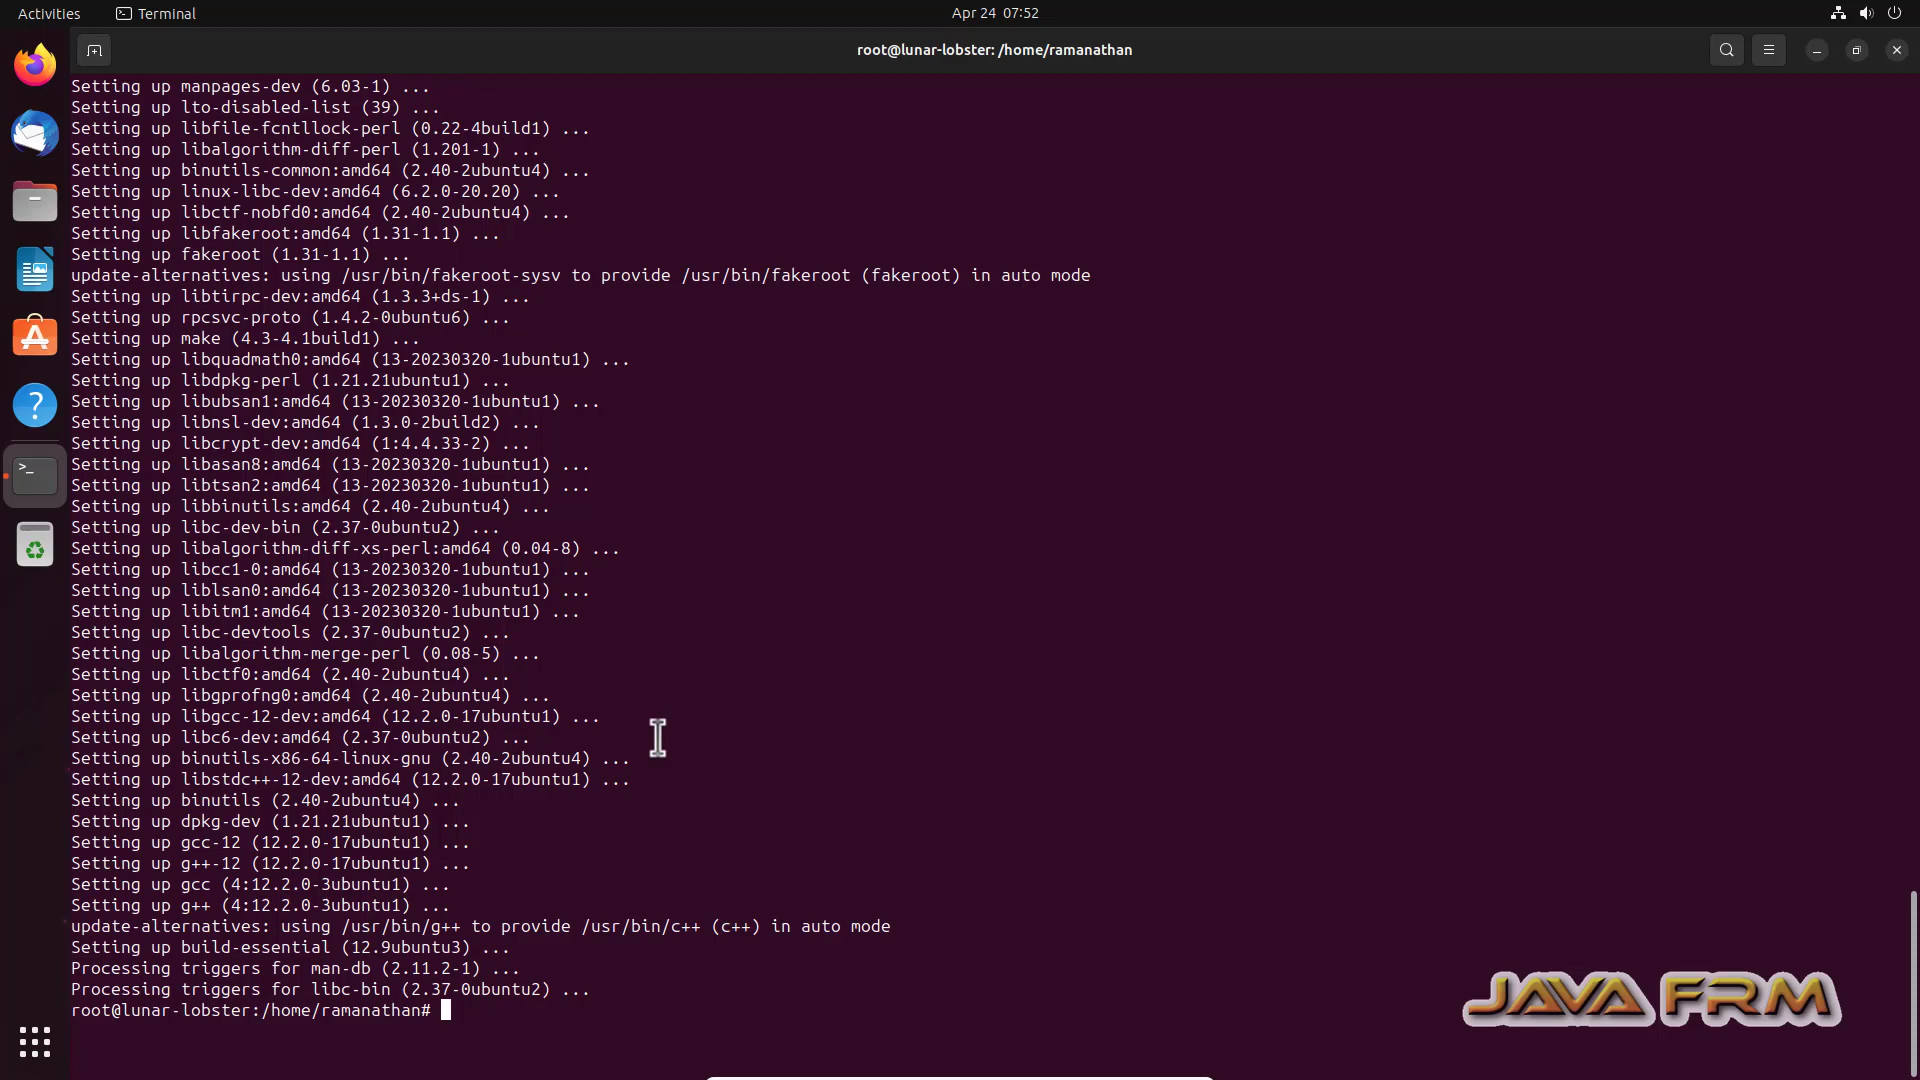 Activities
Terminal
Apr 24 07:52
root@lunar-lobster: /home/ramanathan
Setting up manpages-dev (6.03-1) ...
Setting up lto-disabled-list (39) ...
Setting up libfile-fcntllock-perl (0.22-4build1) ...
Setting up libalgorithm-diff-perl (1.201-1) ...
Setting up binutils-common:amd64 (2.40-2ubuntu4) ...
Setting up linux-libc-dev:amd64 (6.2.0-20.20) ...
Setting up libctf-nobfd0:amd64 (2.40-2ubuntu4) ...
Setting up libfakeroot:amd64 (1.31-1.1) ...
Setting up fakeroot (1.31-1.1) ...
update-alternatives: using /usr/bin/fakeroot-sysv to provide /usr/bin/fakeroot (fakeroot) in auto mode
Setting up libtirpc-dev:amd64 (1.3.3+ds-1) ...
Setting up rpcsvc-proto (1.4.2-0ubuntu6) ...
Setting up make (4.3-4.1build1) ...
Setting up libquadmath0:amd64 (13-20230320-1ubuntu1) ...
Setting up libdpkg-perl (1.21.21ubuntu1) ...
Setting up libubsan1:amd64 (13-20230320-1ubuntu1) ...
Setting up libnsl-dev:amd64 (1.3.0-2build2) ...
Setting up libcrypt-dev:amd64 (1:4.4.33-2) ...
Setting up libasan8:amd64 (13-20230320-1ubuntu1) ...
Setting up libtsan2:amd64 (13-20230320-1ubuntu1) ...
Setting up libbinutils:amd64 (2.40-2ubuntu4) ...
Setting up libc-dev-bin (2.37-0ubuntu2) ...
Setting up libalgorithm-diff-xs-perl:amd64 (0.04-8) ...
Setting up libcc1-0:amd64 (13-20230320-1ubuntu1) ...
Setting up liblsan0:amd64 (13-20230320-1ubuntu1) ...
Setting up libitm1:amd64 (13-20230320-1ubuntu1) ...
Setting up libc-devtools (2.37-0ubuntu2) ...
Setting up libalgorithm-merge-perl (0.08-5) ...
Setting up libctf0:amd64 (2.40-2ubuntu4) ...
Setting up libgprofng0:amd64 (2.40-2ubuntu4) ...
Setting up libgcc-12-dev:amd64 (12.2.0-17ubuntu1) ...
Setting up libc6-dev:amd64 (2.37-0ubuntu2) ...
Setting up binutils-x86-64-linux-gnu (2.40-2ubuntu4) ...
Setting up libstdc++-12-dev:amd64 (12.2.0-17ubuntu1) ...
Setting up binutils (2.40-2ubuntu4) ...
Setting up dpkg-dev (1.21.21ubuntu1) ...
Setting up gcc-12 (12.2.0-17ubuntu1) ...
Setting up g++-12 (12.2.0-17ubuntu1) ...
Setting up gcc (4:12.2.0-3ubuntu1) ...
Setting up g++ (4:12.2.0-3ubuntu1) ...
update-alternatives: using /usr/bin/g++ to provide /usr/bin/c++ (c++) in auto mode
Setting up build-essential (12.9ubuntu3) ...
Processing triggers for man-db (2.11.2-1) ...
Processing triggers for libc-bin (2.37-0ubuntu2) ...
root@lunar-lobster:/home/ramanathan#
JAVA FRM